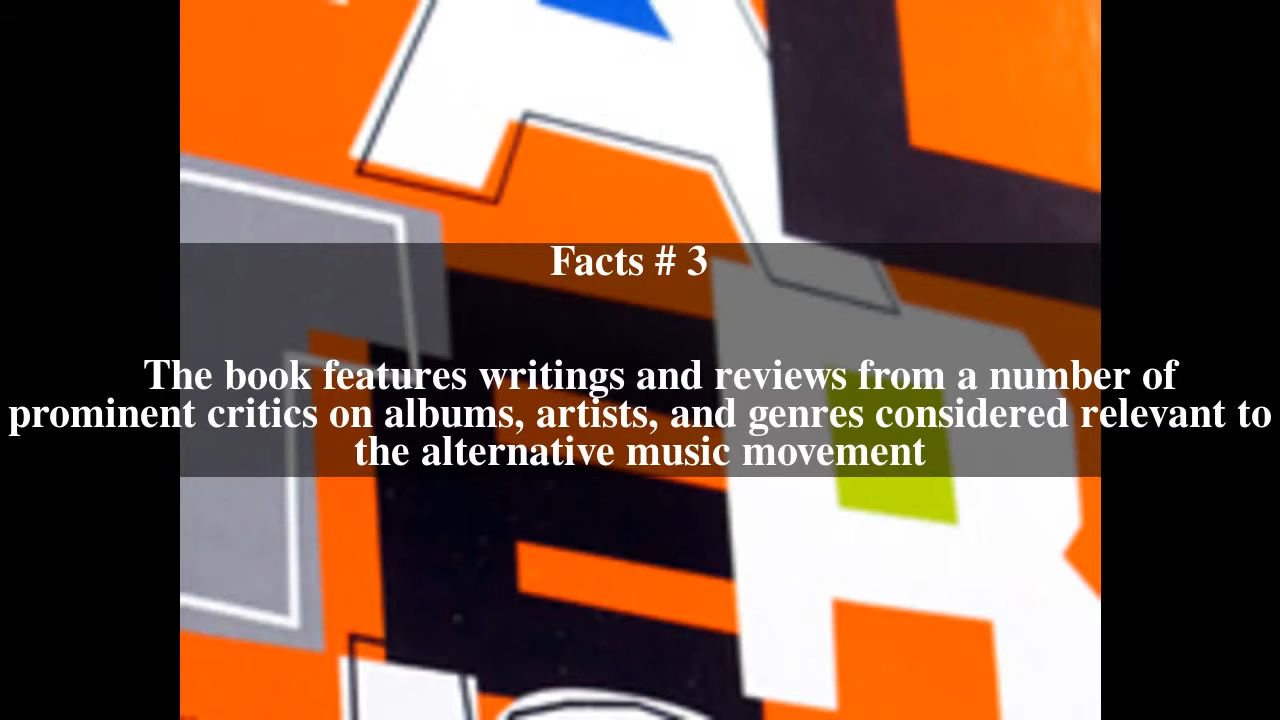 Facts # 3
The book features writings and reviews from a number of
prominent critics on albums, artists, and genres considered relevant to
the alternative music movement